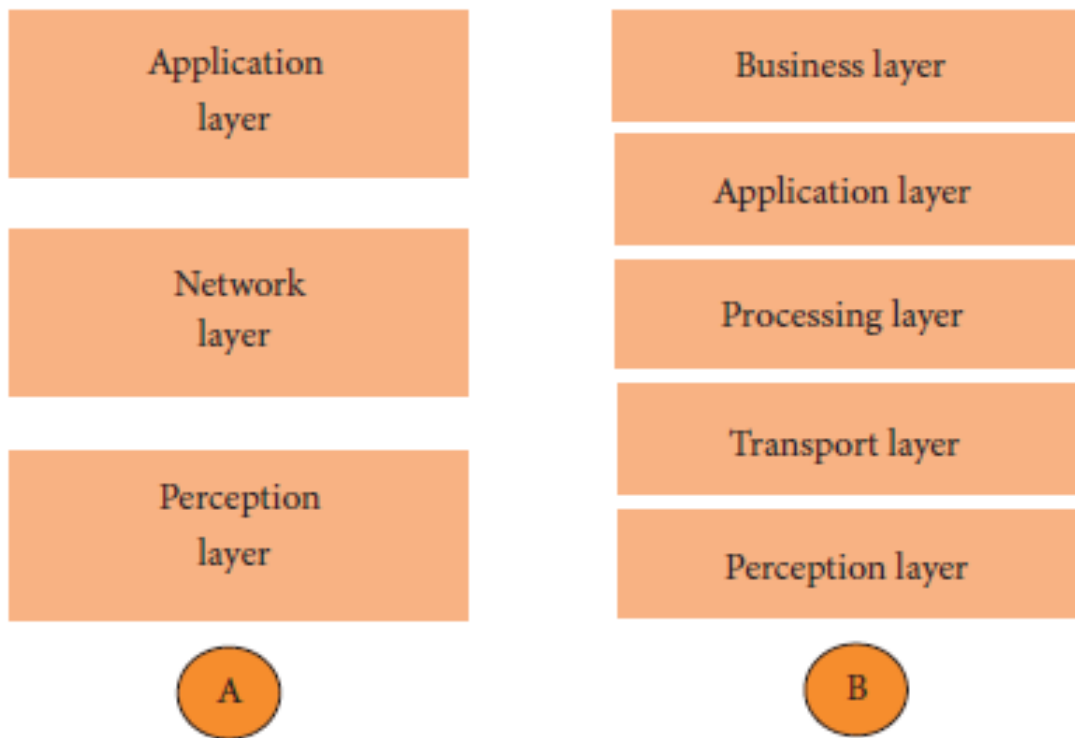 Application
layer
Network
layer
Perception
layer
A
Business layer
Application layer
Processing layer
Transport layer
Perception layer
B